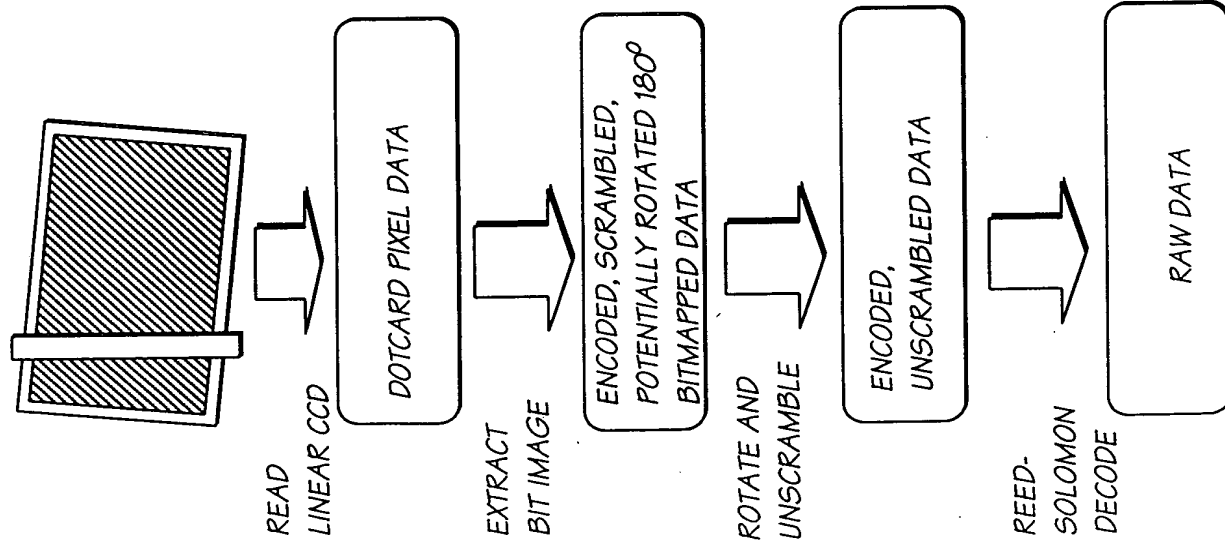 READ
LINEAR CCD
DOTCARD PIXEL DATA
EXTRACT
BIT IMAGE
ENCODED, SCRAMBLED,
POTENTIALLY ROTATED 180°
BITMAPPED DATA
ROTATE AND
UNSCRAMBLE
ENCODED,
UNSCRAMBLED DATA
REED-
SOLOMON
DECODE
RAW DATA